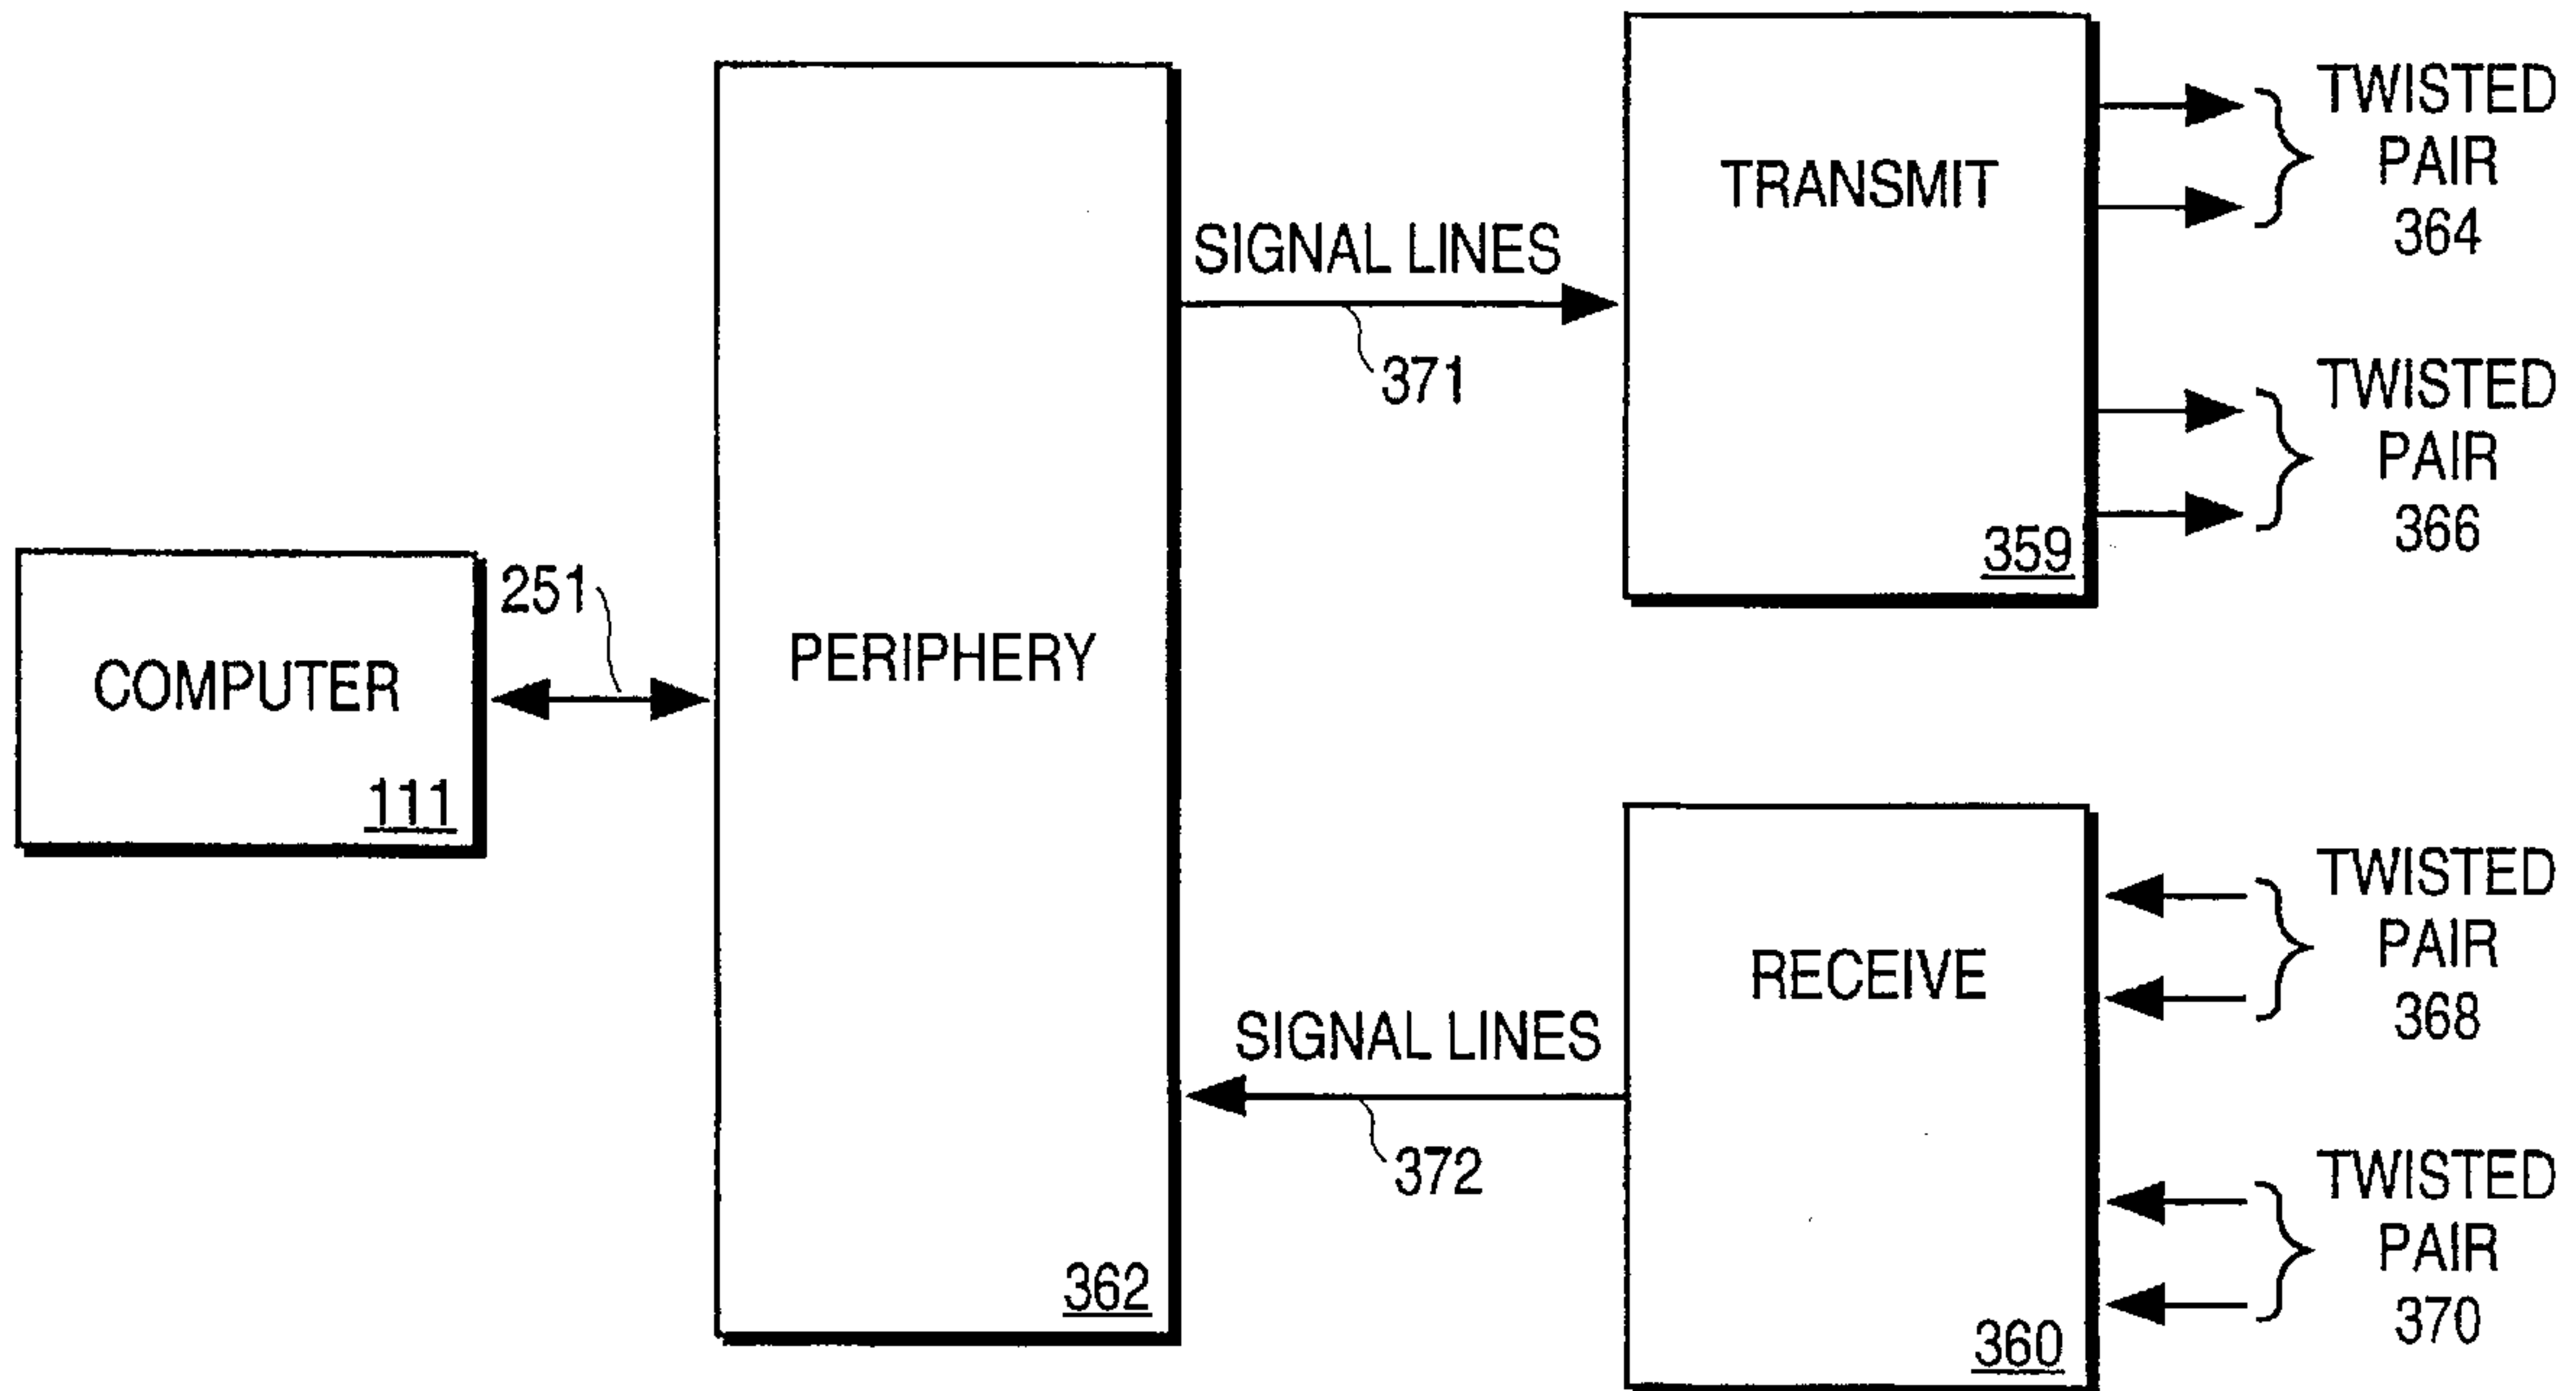 COMPUTER
111
251
PERIPHERY
362
SIGNAL LINES
371
TRANSMIT
359
TWISTED
PAIR
364
TWISTED
PAIR
366
SIGNAL LINES
372
RECEIVE
360
TWISTED
PAIR
368
TWISTED
PAIR
370